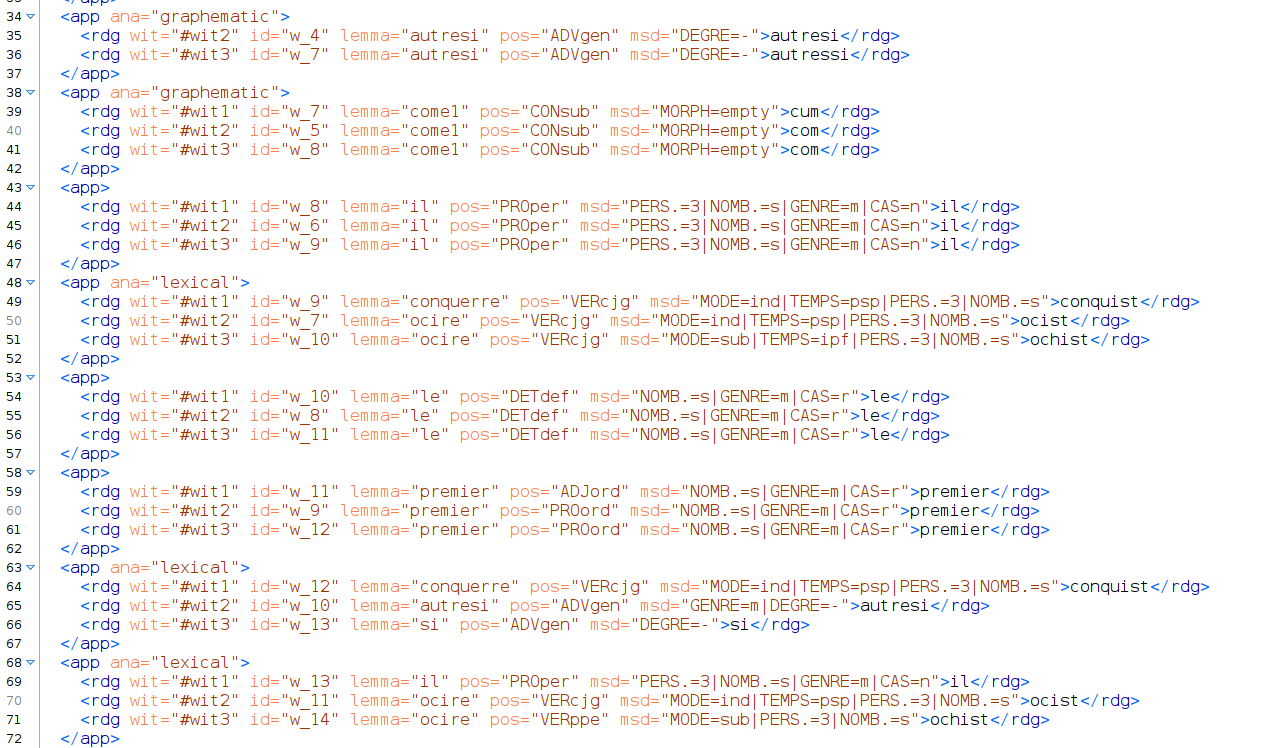 34 <app ana="graphematic">
35 <rdg wit="#wit2" id="w_4" lemma="autresi" pos="ADVgen" msd="DEGRE=-">autresi</rdg>
36 <rdg wit="#wit3" id="w_7" lemma="autresi" pos="ADVgen" msd="DEGRE=-">autressi</rdg>
37 </app>
38 <app ana="graphematic">
39 <rdg wit="#wit1" id="w_7" lemma="come1" pos="CONsub" msd="MORPH=empty">cum</rdg>
40 <rdg wit="#wit2" id="w_5" lemma="come1" pos="CONsub" msd="MORPH=empty">com</rdg>
41 <rdg wit="#wit3" id="w_8" lemma="come1" pos="CONsub" msd="MORPH=empty">com</rdg>
42 </app>
43 <app>
44 <rdg wit="#wit1" id="w_8" lemma="il" pos="PROper" msd="PERS.=3|NOMB.=s|GENRE=m|CAS=n">il</rdg>
45 <rdg wit="#wit2" id="w_6" lemma="il" pos="PROper" msd="PERS.=3|NOMB.=s|GENRE=m|CAS=n">il</rdg>
46 <rdg wit="#wit3" id="w_9" lemma="il" pos="PROper" msd="PERS.=3|NOMB.=s|GENRE=m|CAS=n">il</rdg>
47 </app>
48 <app ana="lexical">
49 <rdg wit="#wit1" id="w_9" lemma="conquerre" pos="VERcjg" msd="MODE=ind|TEMPS=psp|PERS.=3|NOMB.=s">conquist</rdg>
50 <rdg wit="#wit2" id="w_7" lemma="ocire" pos="VERcjg" msd="MODE=ind|TEMPS=psp|PERS.=3|NOMB.=s">ocist</rdg>
51 <rdg wit="#wit3" id="w_10" lemma="ocire" pos="VERcjg" msd="MODE=sub|TEMPS=ipf|PERS.=3|NOMB.=s">ochist</rdg>
52 </app>
53 <app>
54 <rdg wit="#wit1" id="w_10" lemma="le" pos="DETdef" msd="NOMB.=s|GENRE=m|CAS=r">le</rdg>
55 <rdg wit="#wit2" id="w_8" lemma="le" pos="DETdef" msd="NOMB.=s|GENRE=m|CAS=r">le</rdg>
56 <rdg wit="#wit3" id="w_11" lemma="le" pos="DETdef" msd="NOMB.=s|GENRE=m|CAS=r">le</rdg>
57 </app>
58 <app>
59 <rdg wit="#wit1" id="w_11" lemma="premier" pos="ADJord" msd="NOMB.=s|GENRE=m|CAS=r">premier</rdg>
60 <rdg wit="#wit2" id="w_9" lemma="premier" pos="PROord" msd="NOMB.=s|GENRE=m|CAS=r">premier</rdg>
61 <rdg wit="#wit3" id="w_12" lemma="premier" pos="PROord" msd="NOMB.=s|GENRE=m|CAS=r">premier</rdg>
62 </app>
63 <app ana="lexical">
64 <rdg wit="#wit1" id="w_12" lemma="conquerre" pos="VERcjg" msd="MODE=ind|TEMPS=psp|PERS.=3|NOMB.=s">conquist</rdg>
65 <rdg wit="#wit2" id="w_10" lemma="autresi" pos="ADVgen" msd="GENRE=m|DEGRE=-">autresi</rdg>
66 <rdg wit="#wit3" id="w_13" lemma="si" pos="ADVgen" msd="DEGRE=-">si</rdg>
67 </app>
68 <app ana="lexical">
69 <rdg wit="#wit1" id="w_13" lemma="il" pos="PROper" msd="PERS.=3|NOMB.=s|GENRE=m|CAS=n">il</rdg>
70 <rdg wit="#wit2" id="w_11" lemma="ocire" pos="VERcjg" msd="MODE=ind|TEMPS=psp|PERS.=3|NOMB.=s">ocist</rdg>
71 <rdg wit="#wit3" id="w_14" lemma="ocire" pos="VERppe" msd="MODE=sub|PERS.=3|NOMB.=s">ochist</rdg>
72 </app>